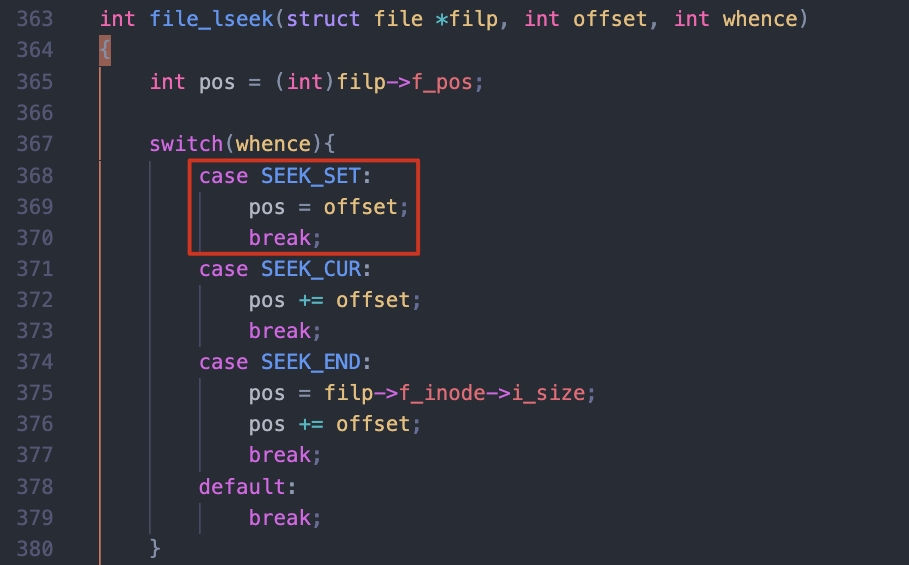 363 int file_lseek(struct file *filp, int offset, int whence)
364 {
365     int pos = (int)filp->f_pos;
366
367     switch(whence){
368         case SEEK_SET:
369             pos = offset;
370             break;
371         case SEEK_CUR:
372             pos += offset;
373             break;
374         case SEEK_END:
375             pos = filp->f_inode->i_size;
376             pos += offset;
377             break;
378         default:
379             break;
380     }